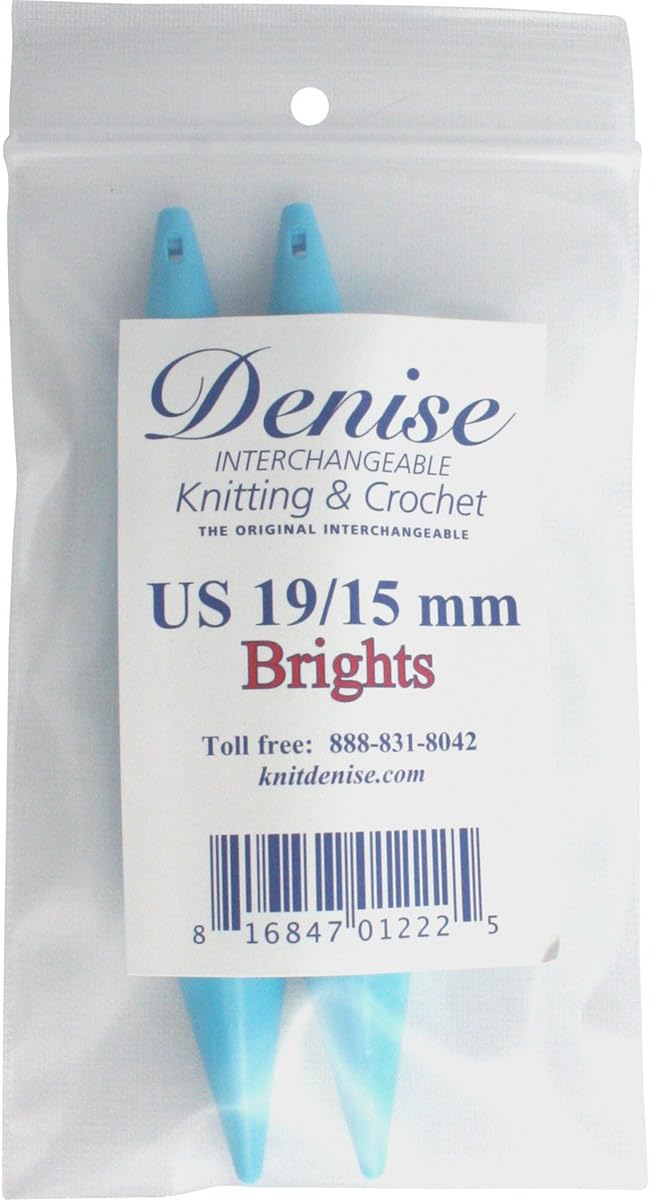 Denise
INTERCHANGEABLE
Knitting & Crochet
THE ORIGINAL INTERCHANGEABLE
US 19/15 mm
Brights
Toll free: 888-831-8042
knitdenise.com
8 16847 01222 5